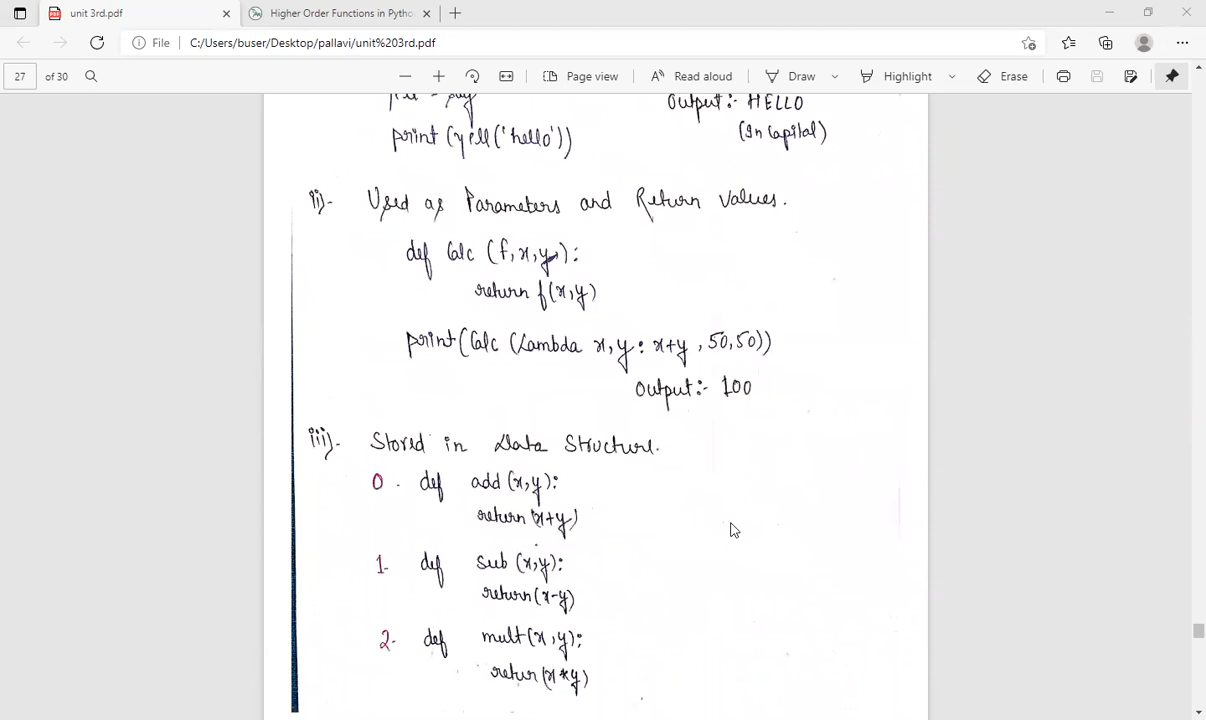 unit 3rd.pdf
Higher Order Functions in Pytho
File C:/Users/buser/Desktop/pallavi/unit%203rd.pdf
27 of 30 Page view Read aloud Draw Highlight Erase
Output:- HELLO
print (yell('hello')) (In Capital)
ii)- Used as Parameters and Return values.
def Calc (f,x,y):
return f(x,y)
print(Calc (Lambda x,y: x+y ,50,50))
Output:- 100
iii)- Stored in Data Structure.
0. def add (x,y):
return (x+y)
1- def sub (x,y):
return(x-y)
2- def mult(x,y):
retur(x*y)